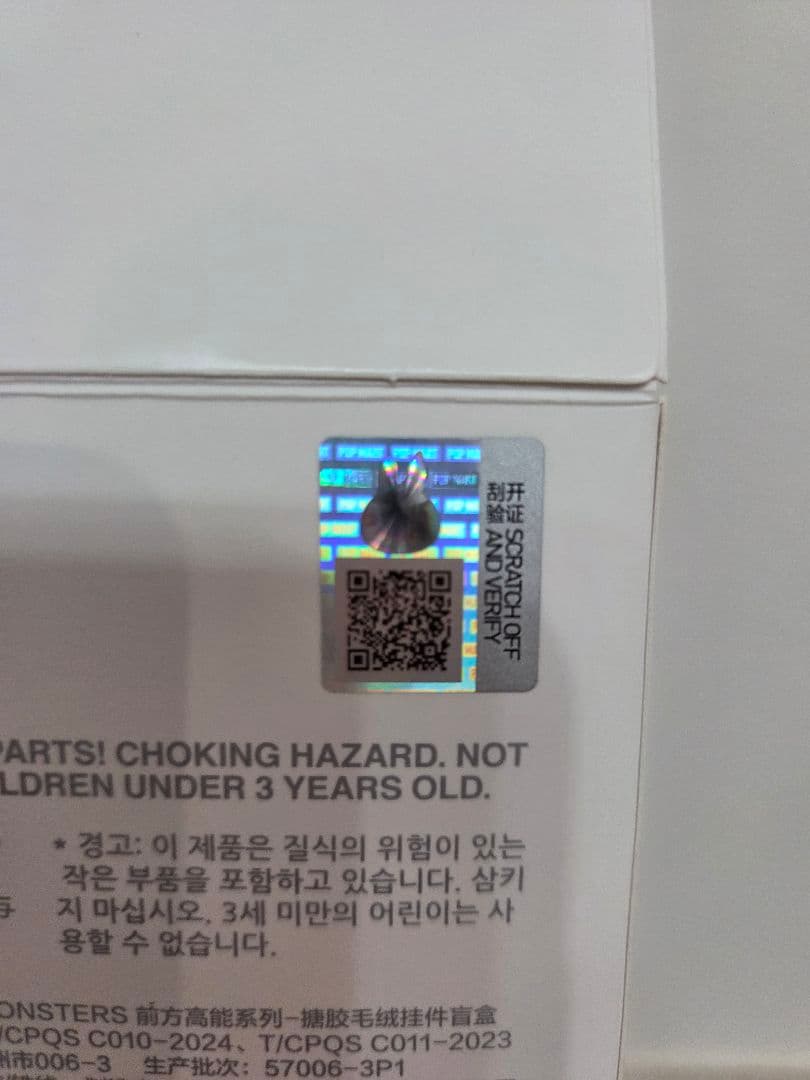 POP MART
开证 SCRATCH OFF
刮验 AND VERIFY
PARTS! CHOKING HAZARD. NOT
LDREN UNDER 3 YEARS OLD.
* 경고: 이 제품은 질식의 위험이 있는
작은 부품을 포함하고 있습니다. 삼키
지 마십시오. 3세 미만의 어린이는 사
용할 수 없습니다.
ONSTERS 前方高能系列-搪胶毛绒挂件盲盒
/CPQS C010-2024、T/CPQS C011-2023
州市006-3 生产批次: 57006-3P1